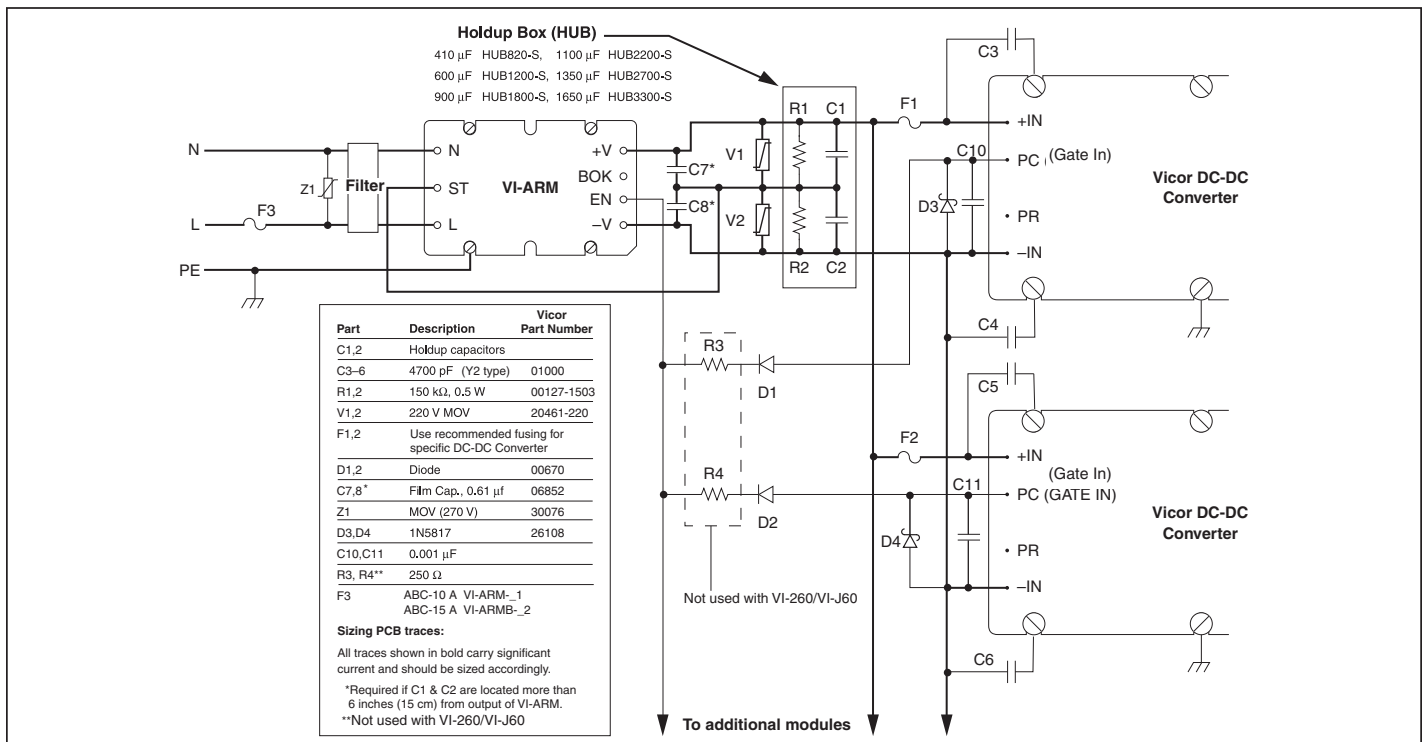 Holdup Box (HUB)
410 µF HUB820-S, 1100 µF HUB2200-S
600 µF HUB1200-S, 1350 µF HUB2700-S
900 µF HUB1800-S, 1650 µF HUB3300-S
C3
F1
R1 C1
+IN
N
N
+V
C10
PC (Gate In)
V1
C7*
BOK
Z1
Filter
ST
VI-ARM
EN
C8*
V2
D3
PR
Vicor DC-DC
Converter
L
F3
L
–V
–IN
R2 C2
PE
C4
Part
Description
Vicor
Part Number
C1,2 Holdup capacitors
C3–6 4700 pF (Y2 type) 01000
R1,2 150 kΩ, 0.5 W 00127-1503
V1,2 220 V MOV 20461-220
F1,2 Use recommended fusing for
specific DC-DC Converter
D1,2 Diode 00670
C7,8* Film Cap., 0.61 µf 06852
Z1 MOV (270 V) 30076
D3,D4 1N5817 26108
C10,C11 0.001 µF
R3, R4** 250 Ω
F3 ABC-10 A VI-ARM-_1
ABC-15 A VI-ARMB-_2
Sizing PCB traces:
All traces shown in bold carry significant
current and should be sized accordingly.
*Required if C1 & C2 are located more than
6 inches (15 cm) from output of VI-ARM.
**Not used with VI-260/VI-J60
R3
D1
C5
F2
+IN
R4
D2
C11
(Gate In)
PC (GATE IN)
D4
PR
Vicor DC-DC
Converter
–IN
Not used with VI-260/VI-J60
C6
To additional modules